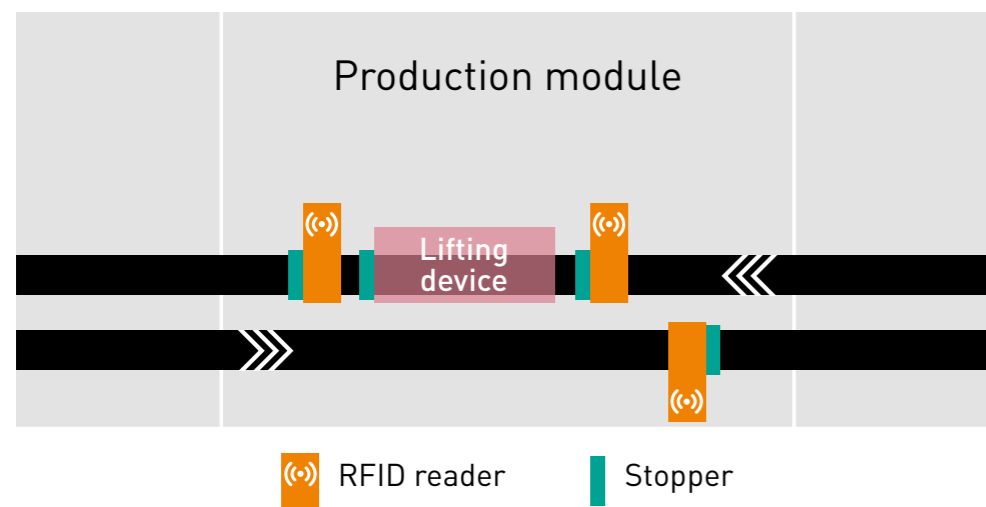 Production module
Lifting
device
RFID reader
Stopper